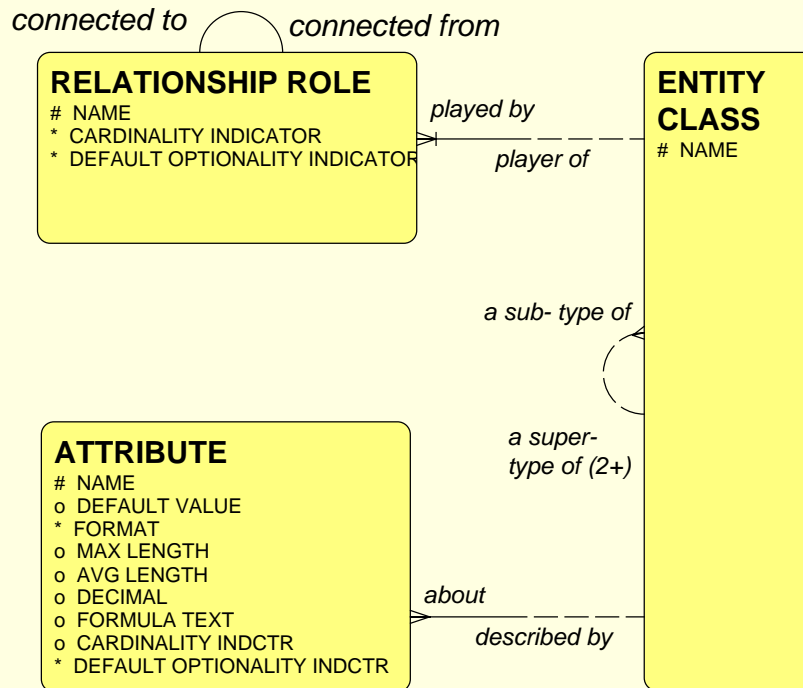 connected to
connected from
RELATIONSHIP ROLE
# NAME
* CARDINALITY INDICATOR
* DEFAULT OPTIONALITY INDICATOR
played by
player of
ENTITY
CLASS
# NAME
a sub- type of
a super-
type of (2+)
ATTRIBUTE
# NAME
o DEFAULT VALUE
* FORMAT
o MAX LENGTH
o AVG LENGTH
o DECIMAL
o FORMULA TEXT
o CARDINALITY INDCTR
* DEFAULT OPTIONALITY INDCTR
about
described by